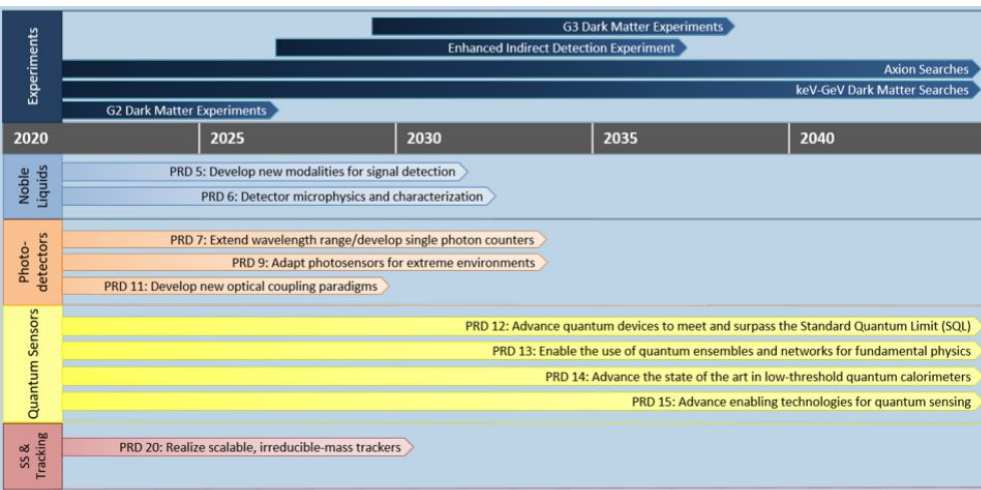 Experiments
G3 Dark Matter Experiments
Enhanced Indirect Detection Experiment
Axion Searches
keV-GeV Dark Matter Searches
G2 Dark Matter Experiments
2020 2025 2030 2035 2040
Noble
Liquids
PRD 5: Develop new modalities for signal detection
PRD 6: Detector microphysics and characterization
Photo-
detectors
PRD 7: Extend wavelength range/develop single photon counters
PRD 9: Adapt photosensors for extreme environments
PRD 11: Develop new optical coupling paradigms
Quantum Sensors
PRD 12: Advance quantum devices to meet and surpass the Standard Quantum Limit (SQL)
PRD 13: Enable the use of quantum ensembles and networks for fundamental physics
PRD 14: Advance the state of the art in low-threshold quantum calorimeters
PRD 15: Advance enabling technologies for quantum sensing
SS &
Tracking
PRD 20: Realize scalable, irreducible-mass trackers